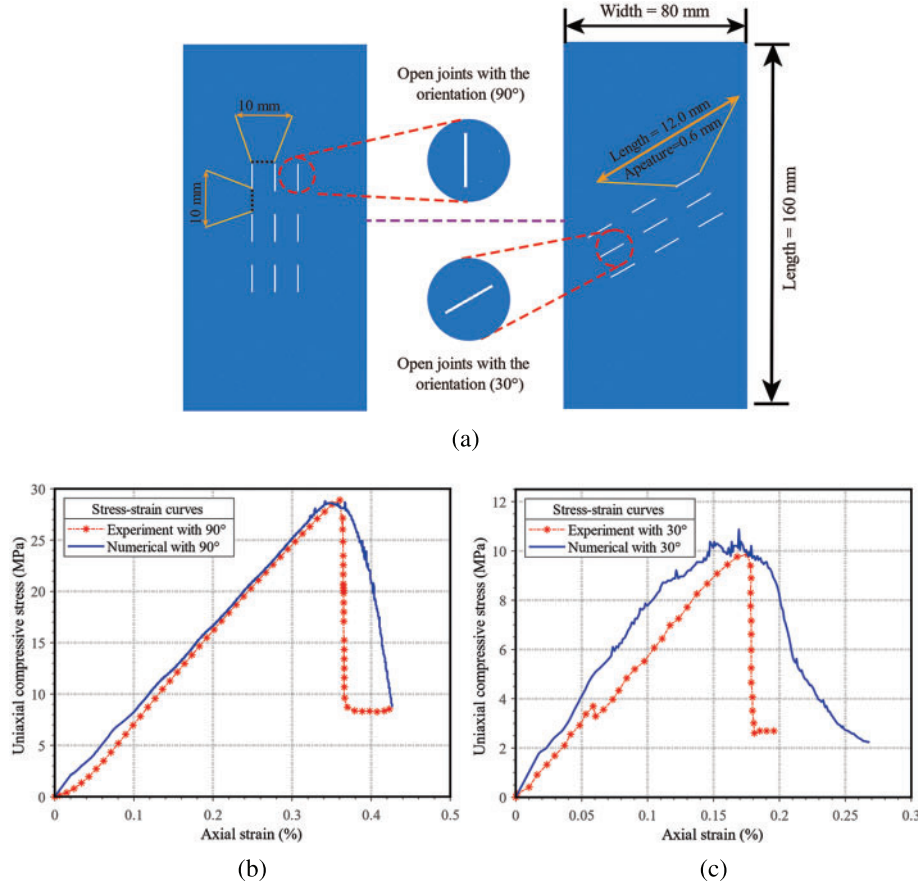 Width = 80 mm
Open joints with the
orientation (90°)
10 mm
10 mm
Length = 12.0 mm
Apeature=0.6 mm
Length = 160 mm
Open joints with the
orientation (30°)
(a)
Uniaxial compressive stress (MPa)
30
25
20
28
15
10
5
0
0
0.1
0.2
0.3
0.4
0.5
Axial strain (%)
Stress-strain curves
Experiment with 90°
Numerical with 90°
(b)
Uniaxial compressive stress (MPa)
12
10
8
6
4
2
0
0
0.05
0.1
0.15
0.2
0.25
0.3
Axial strain (%)
Stress-strain curves
Experiment with 30°
Numerical with 30°
(c)